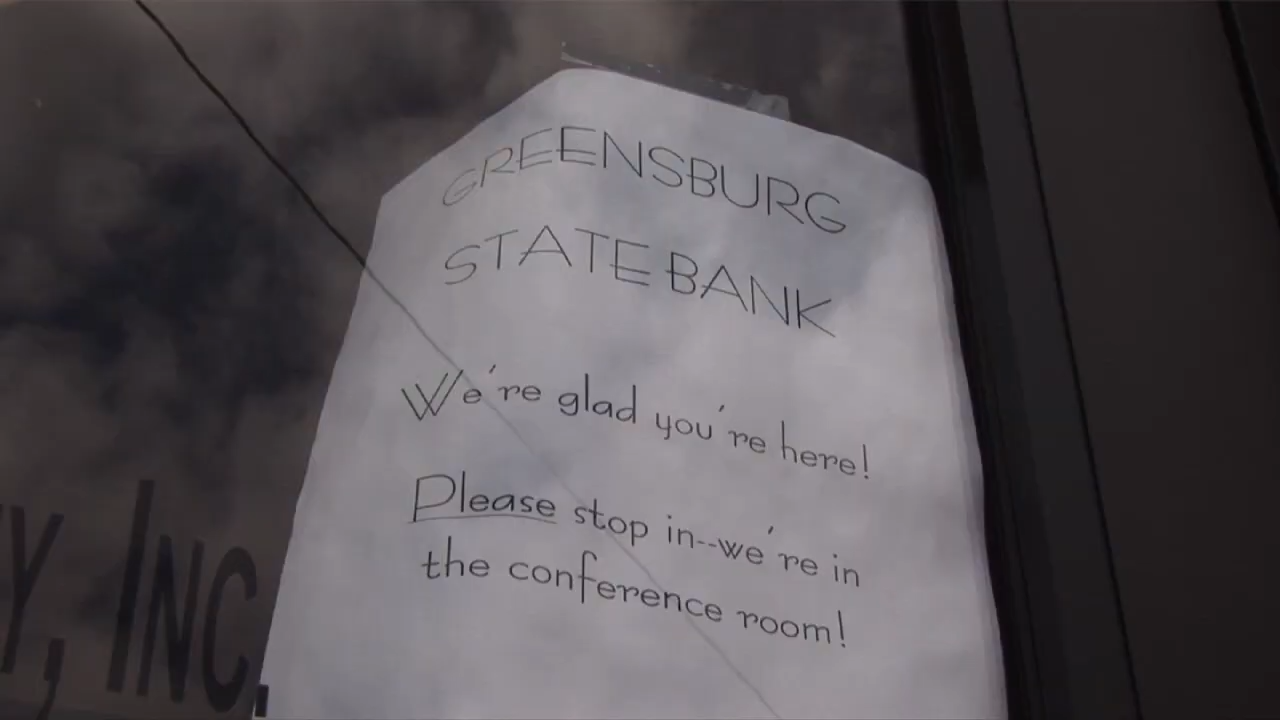 GREENSBURG
STATE BANK
We're glad you're here!
Please stop in--we're in
the conference room!
Y, INC.